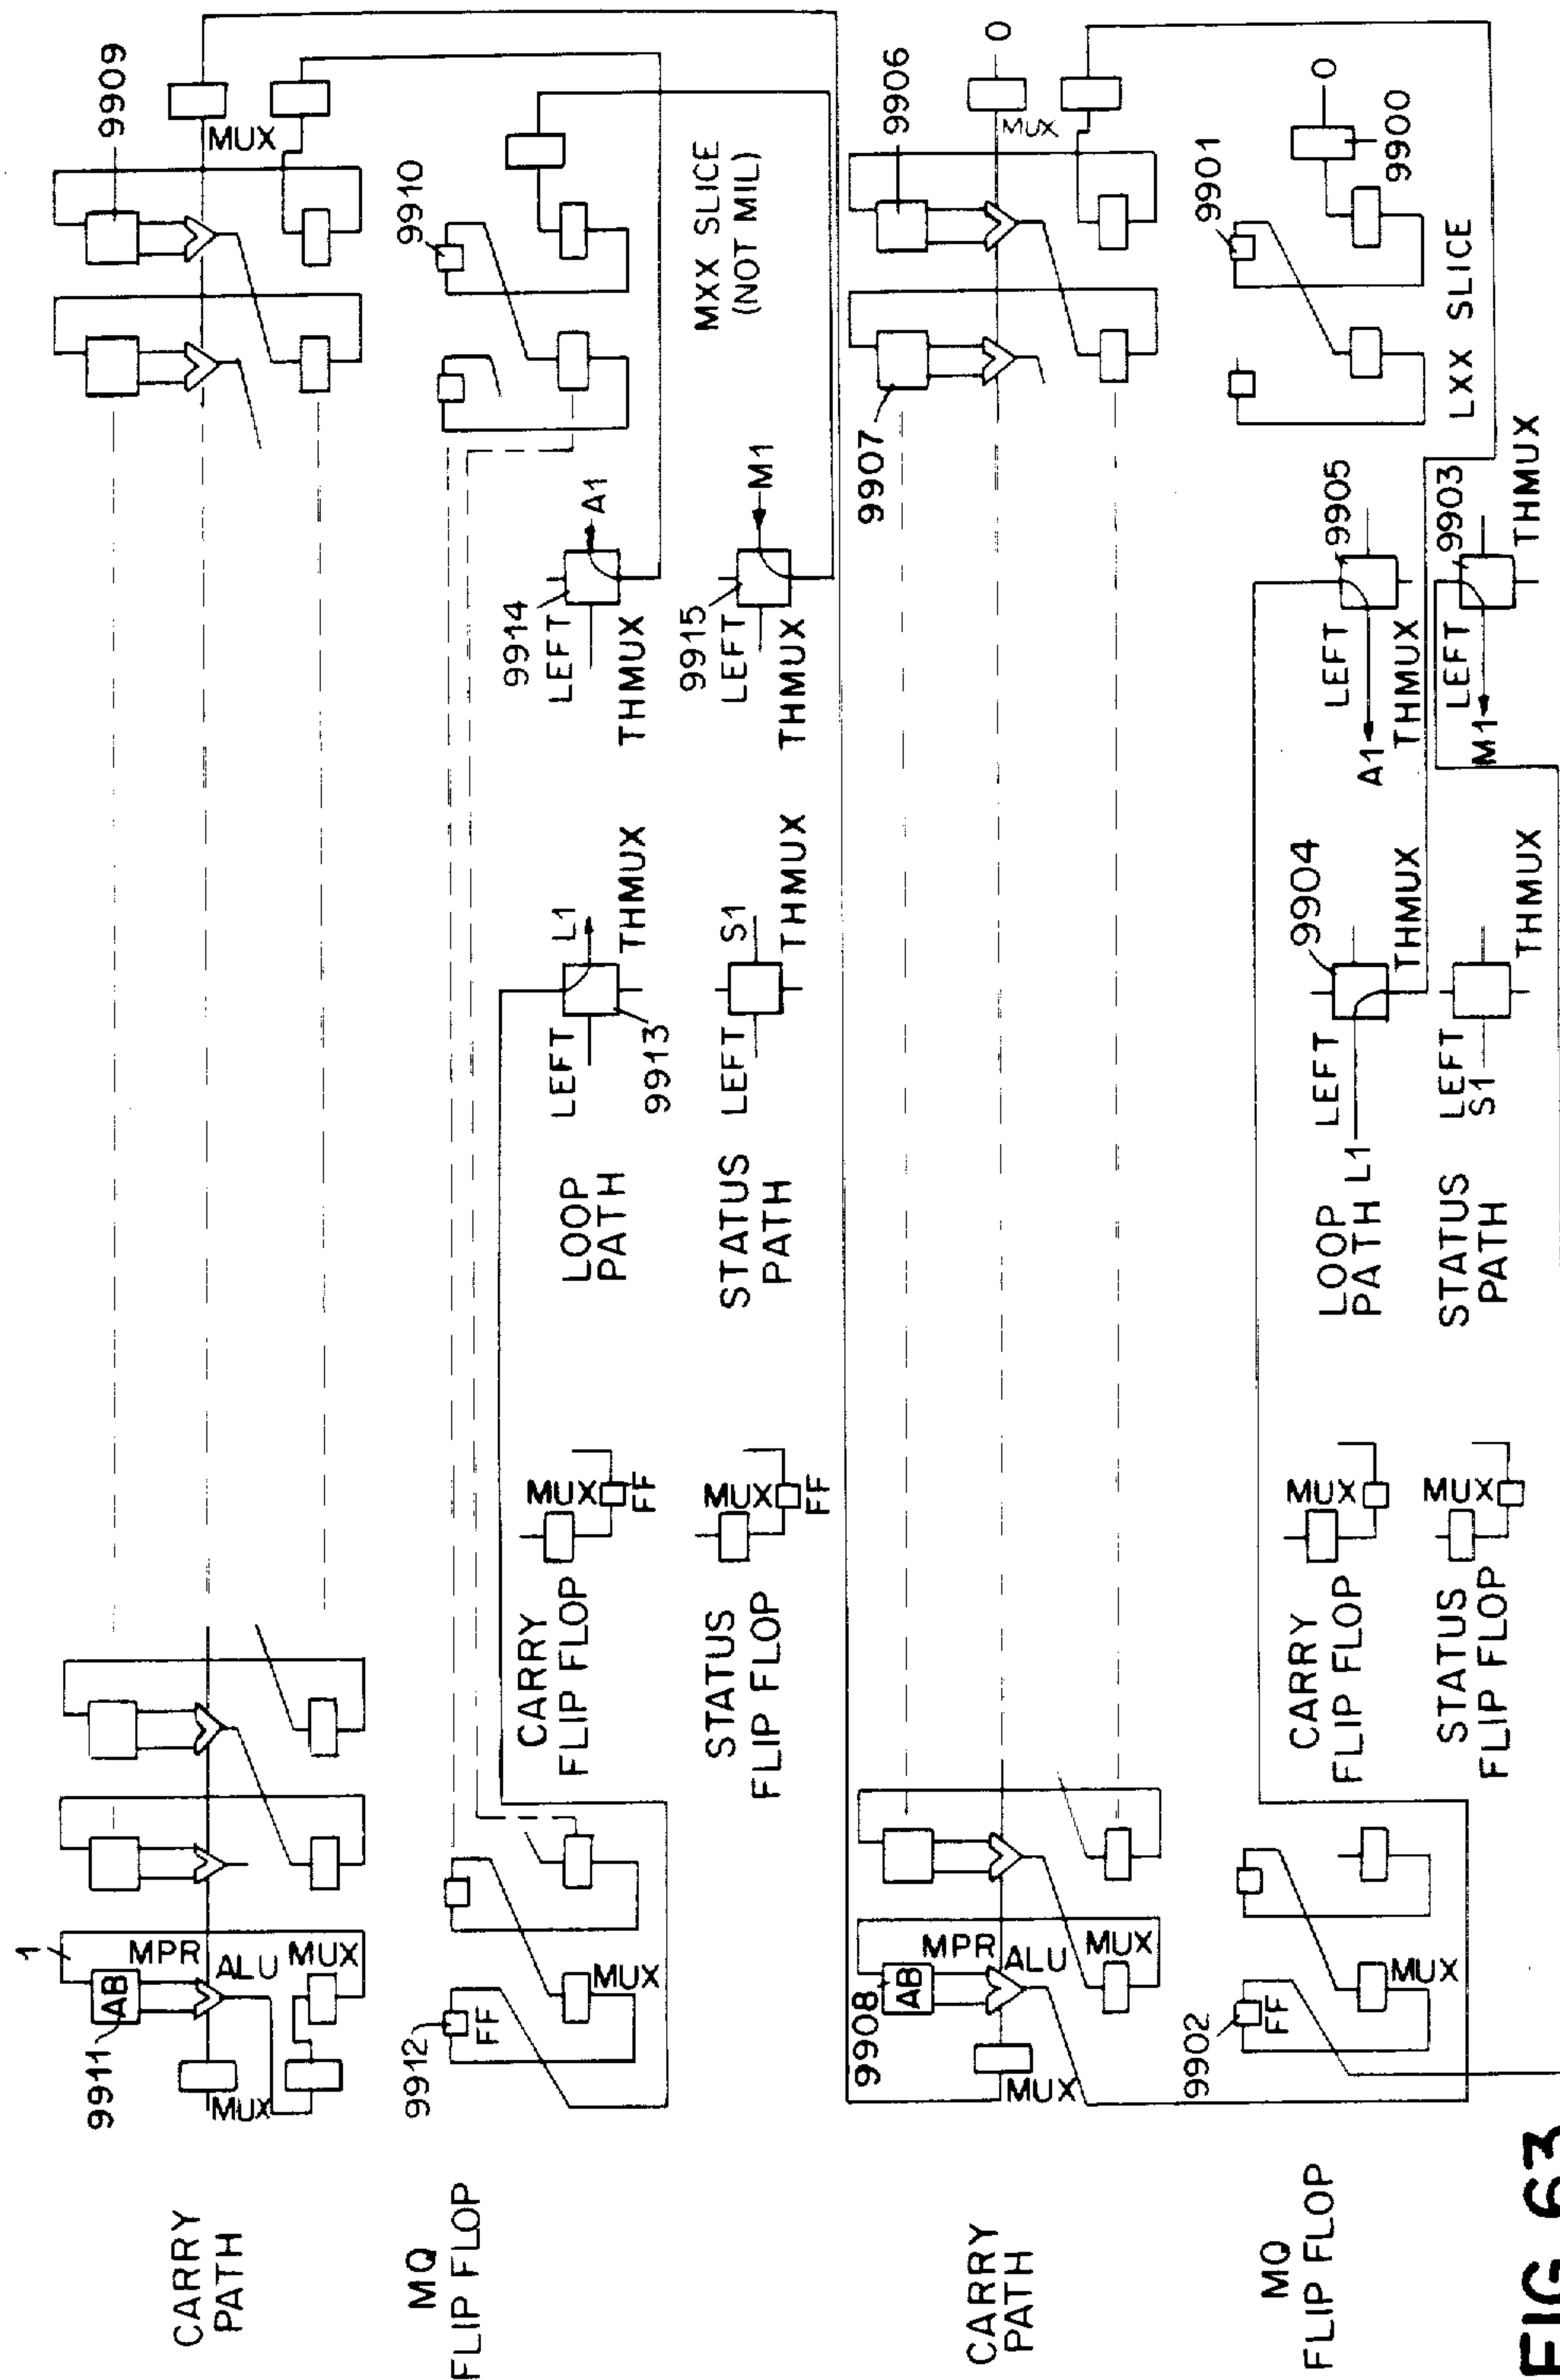 CARRY
PATH
9911
AB
1
MPR
ALU
MUX
MUX
9909
MUX
MQ
FLIP FLOP
9912
FF
MUX
9910
CARRY
FLIP FLOP
MUX
FF
LOOP
PATH
LEFT
9913
L1
THMUX
9914
LEFT
A1
THMUX
STATUS
FLIP FLOP
MUX
FF
STATUS
PATH
LEFT
S1
THMUX
9915
LEFT
M1
THMUX
MXX SLICE
(NOT MIL)
CARRY
PATH
9908
AB
MPR
ALU
MUX
MUX
9907
9906
MUX
0
MQ
FLIP FLOP
9902
FF
MUX
9901
0
9900
CARRY
FLIP FLOP
MUX
LOOP
PATH
L1
LEFT
9904
THMUX
A1
LEFT
9905
THMUX
STATUS
FLIP FLOP
MUX
STATUS
PATH
LEFT
S1
THMUX
M1
LEFT
9903
THMUX
LXX SLICE
FIG 63